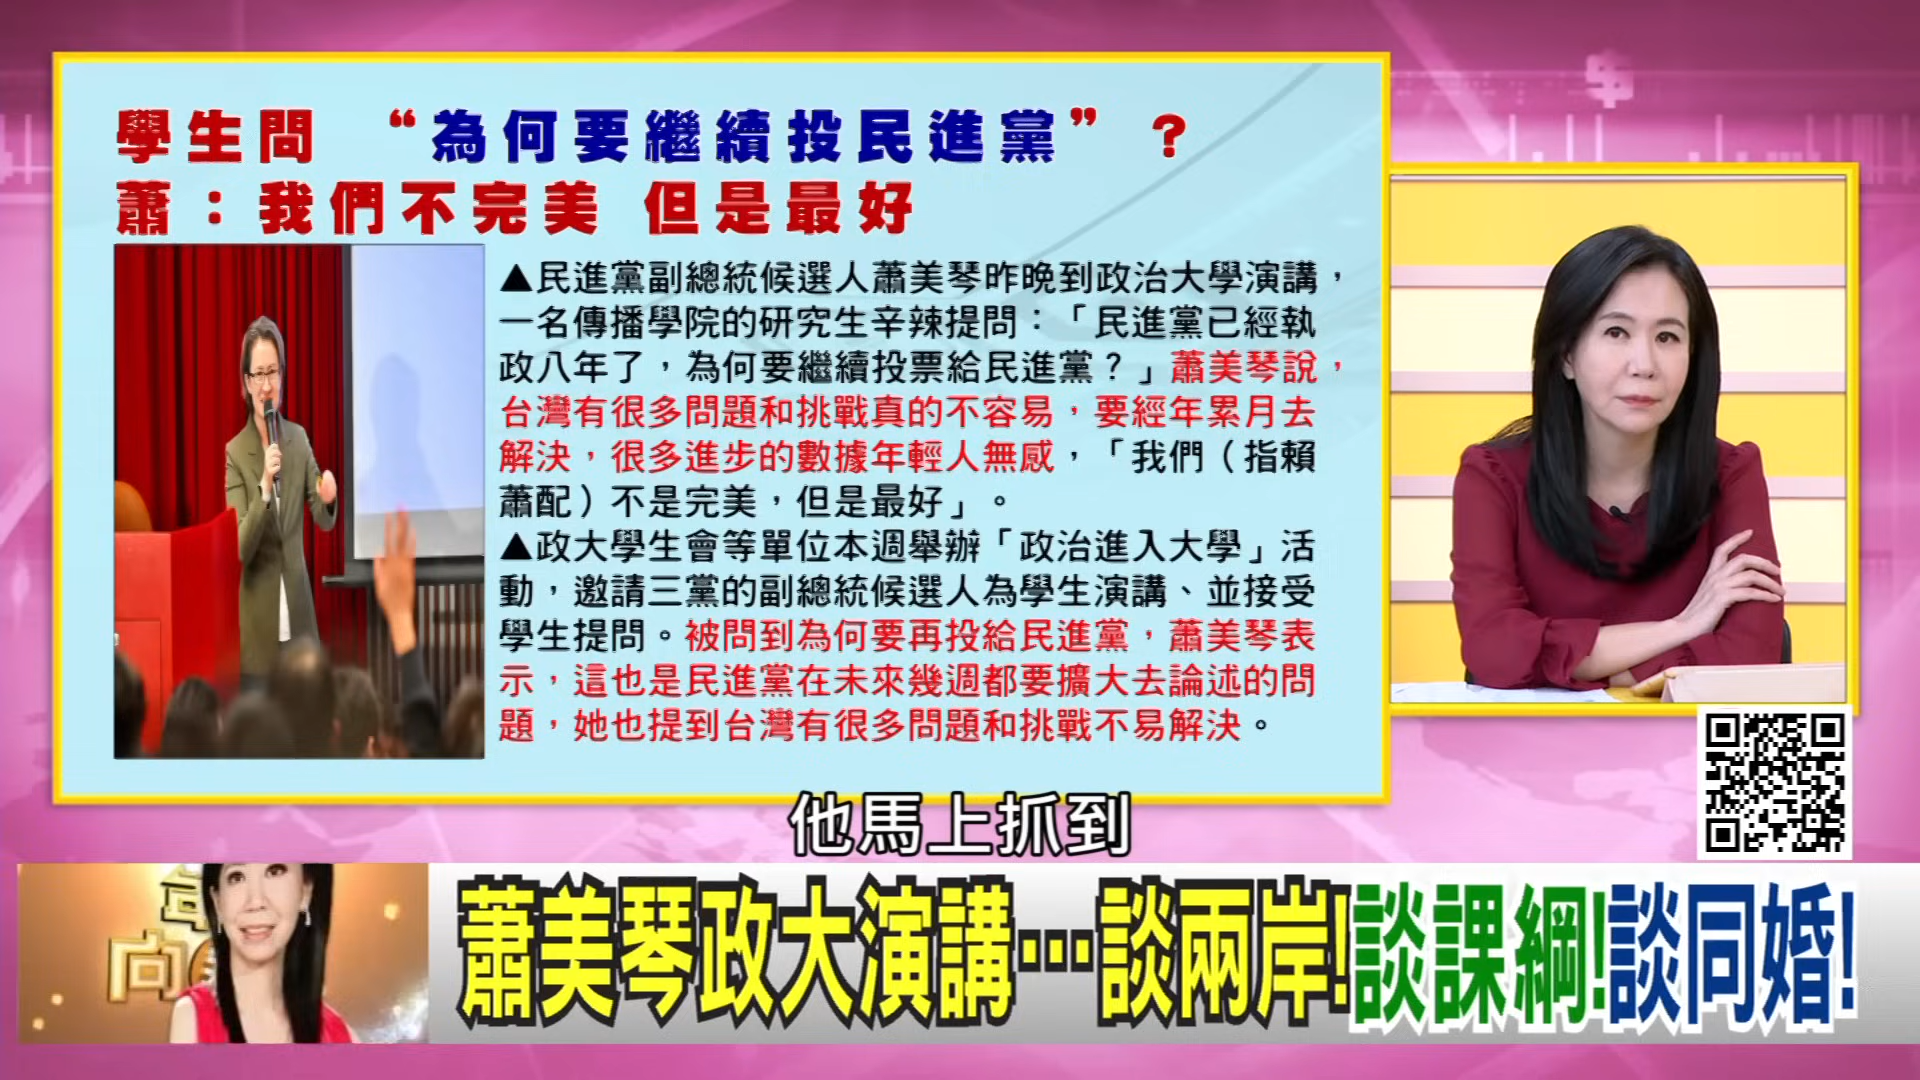 學生問 “為何要繼續投民進黨” ?
蕭：我們不完美 但是最好
▲民進黨副總統候選人蕭美琴昨晚到政治大學演講，
一名傳播學院的研究生辛辣提問：「民進黨已經執
政八年了，為何要繼續投票給民進黨？」蕭美琴說，
台灣有很多問題和挑戰真的不容易，要經年累月去
解決，很多進步的數據年輕人無感，「我們（指賴
蕭配）不是完美，但是最好」。
▲政大學生會等單位本週舉辦「政治進入大學」活
動，邀請三黨的副總統候選人為學生演講、並接受
學生提問。被問到為何要再投給民進黨，蕭美琴表
示，這也是民進黨在未來幾週都要擴大去論述的問
題，她也提到台灣有很多問題和挑戰不易解決。
他馬上抓到
向
蕭美琴政大演講…談兩岸!談課綱!談同婚!